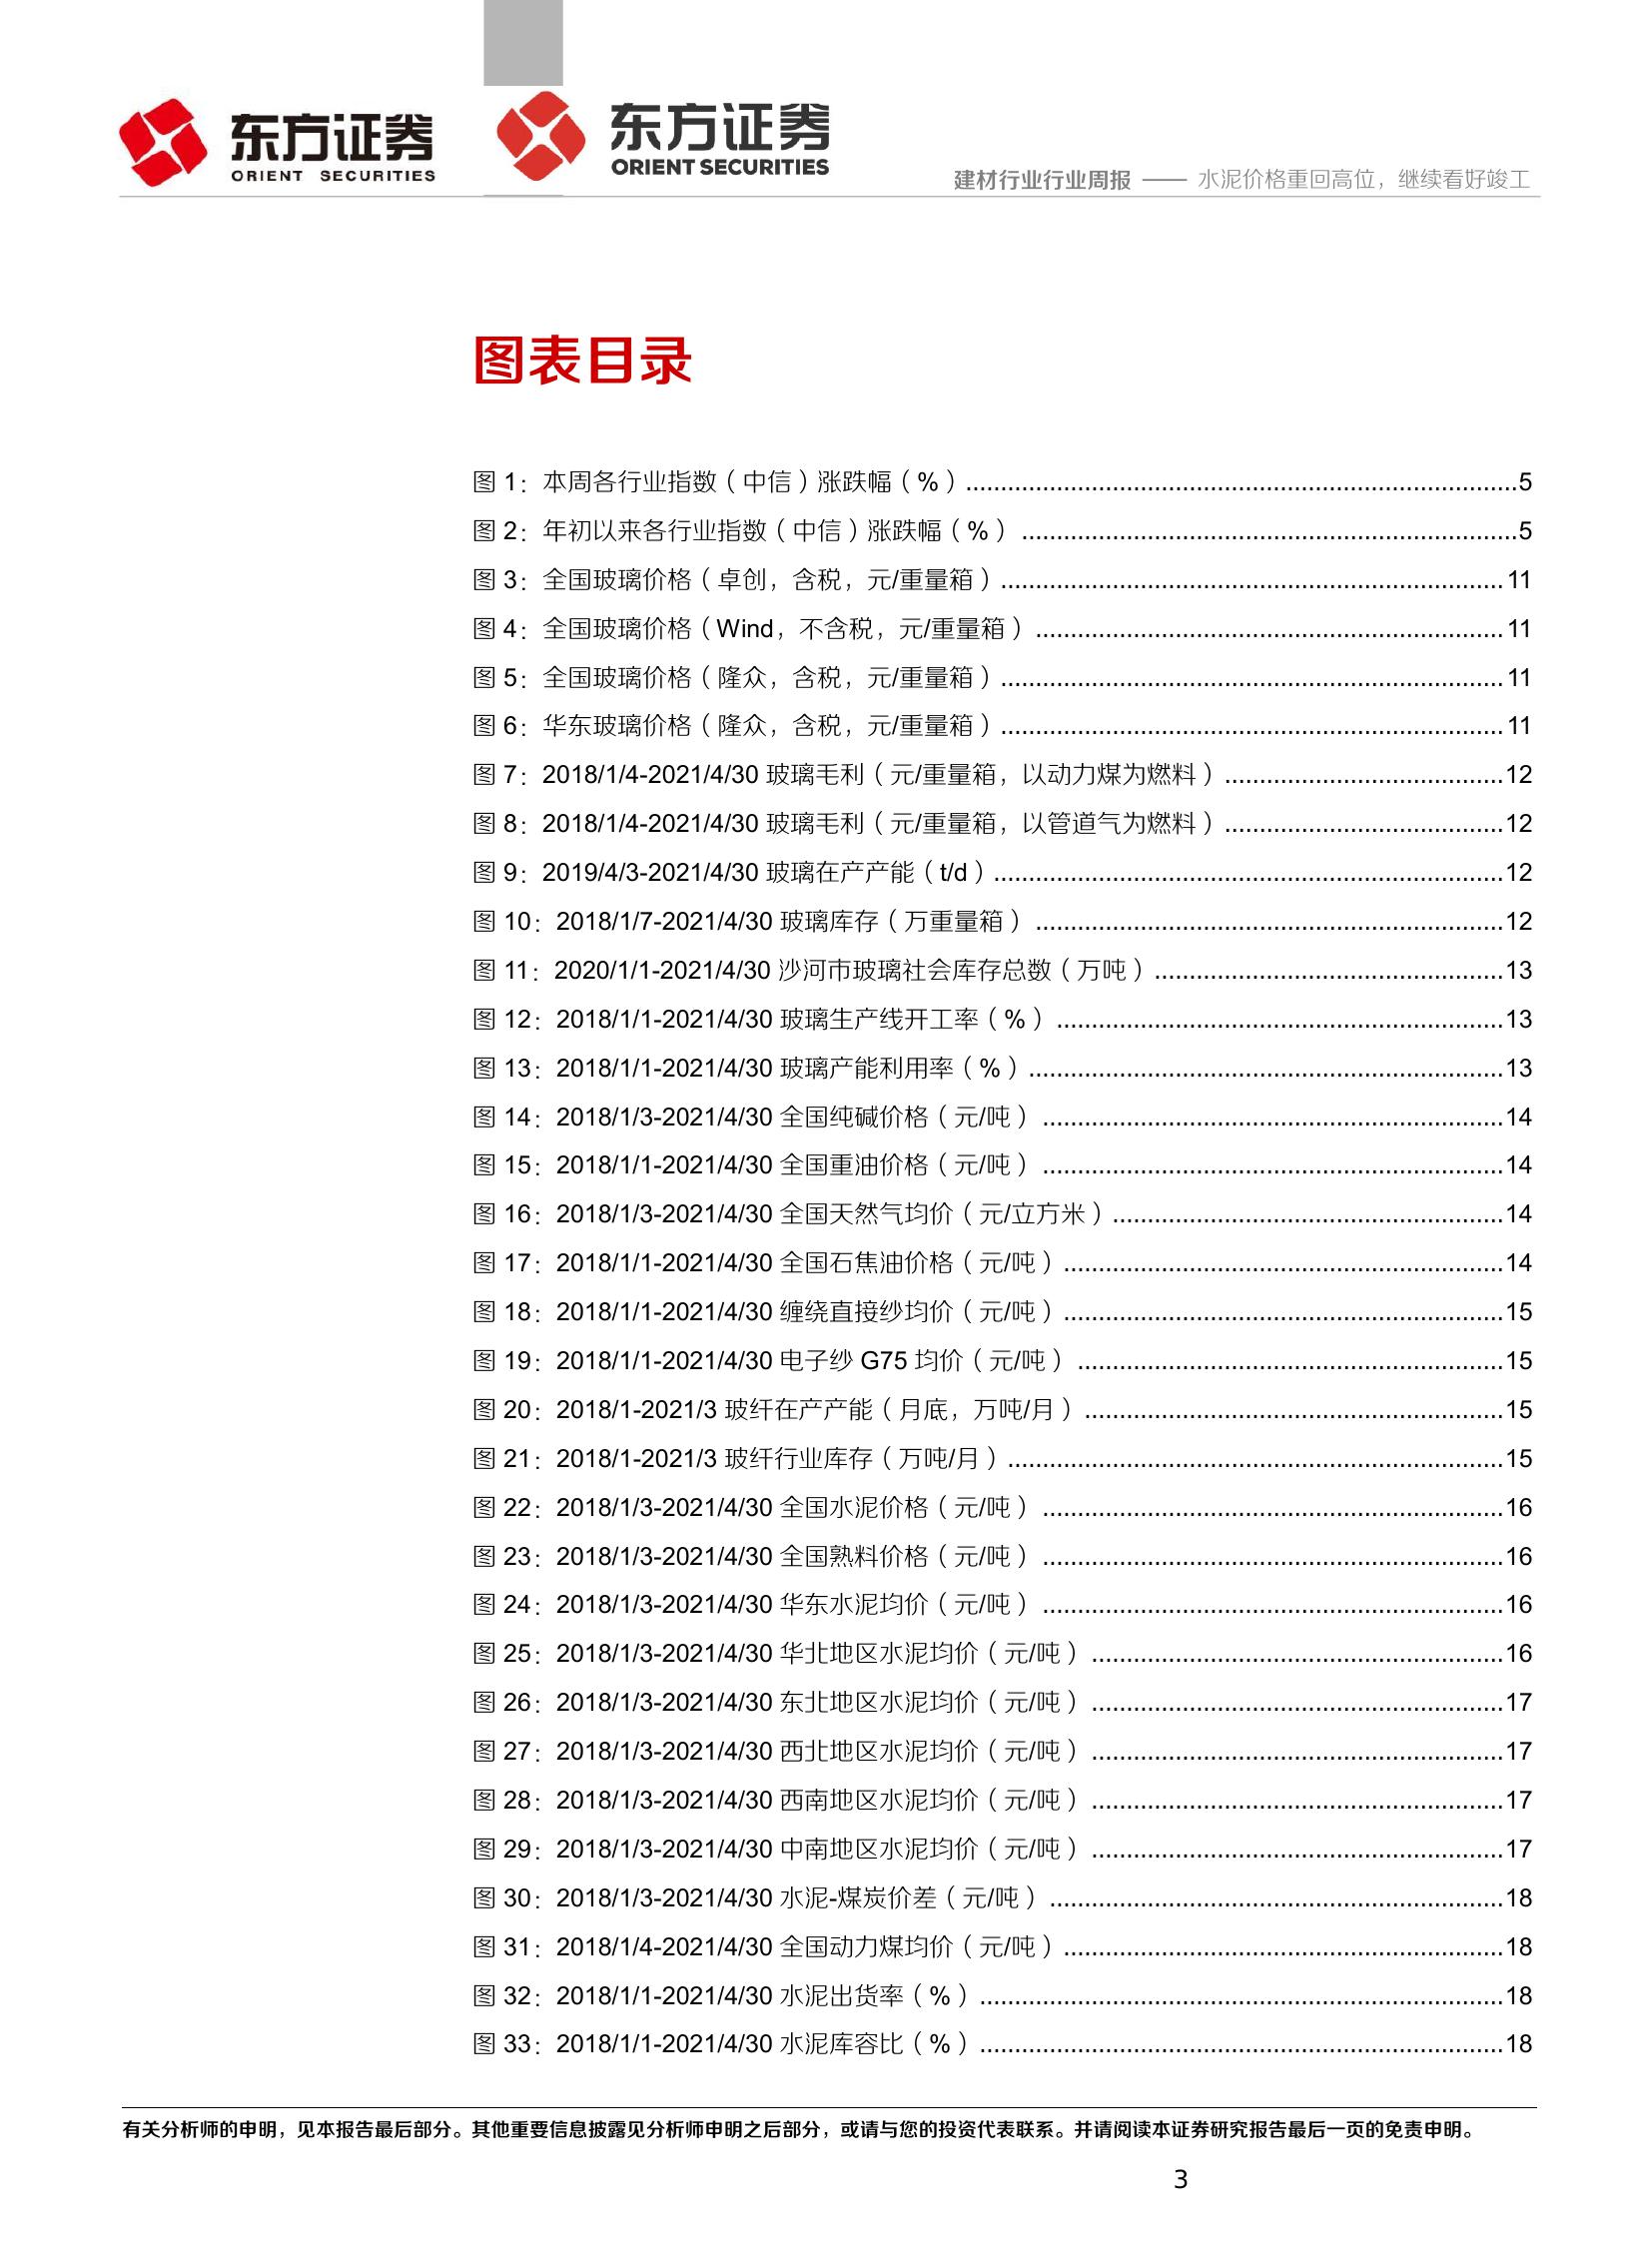 东方证券
ORIENT SECURITIES
东方证券
ORIENT SECURITIES
建材行业行业周报 —— 水泥价格重回高位，继续看好竣工
图表目录
图 1：本周各行业指数（中信）涨跌幅（%）....................5
图 2：年初以来各行业指数（中信）涨跌幅（%）....................5
图 3：全国玻璃价格（卓创，含税，元/重量箱）....................11
图 4：全国玻璃价格（Wind，不含税，元/重量箱）....................11
图 5：全国玻璃价格（隆众，含税，元/重量箱）....................11
图 6：华东玻璃价格（隆众，含税，元/重量箱）....................11
图 7：2018/1/4-2021/4/30 玻璃毛利（元/重量箱，以动力煤为燃料）....................12
图 8：2018/1/4-2021/4/30 玻璃毛利（元/重量箱，以管道气为燃料）....................12
图 9：2019/4/3-2021/4/30 玻璃在产产能（t/d）....................12
图 10：2018/1/7-2021/4/30 玻璃库存（万重量箱）....................12
图 11：2020/1/1-2021/4/30 沙河市玻璃社会库存总数（万吨）....................13
图 12：2018/1/1-2021/4/30 玻璃生产线开工率（%）....................13
图 13：2018/1/1-2021/4/30 玻璃产能利用率（%）....................13
图 14：2018/1/3-2021/4/30 全国纯碱价格（元/吨）....................14
图 15：2018/1/1-2021/4/30 全国重油价格（元/吨）....................14
图 16：2018/1/3-2021/4/30 全国天然气均价（元/立方米）....................14
图 17：2018/1/1-2021/4/30 全国石焦油价格（元/吨）....................14
图 18：2018/1/1-2021/4/30 缠绕直接纱均价（元/吨）....................15
图 19：2018/1/1-2021/4/30 电子纱 G75 均价（元/吨）....................15
图 20：2018/1-2021/3 玻纤在产产能（月底，万吨/月）....................15
图 21：2018/1-2021/3 玻纤行业库存（万吨/月）....................15
图 22：2018/1/3-2021/4/30 全国水泥价格（元/吨）....................16
图 23：2018/1/3-2021/4/30 全国熟料价格（元/吨）....................16
图 24：2018/1/3-2021/4/30 华东水泥均价（元/吨）....................16
图 25：2018/1/3-2021/4/30 华北地区水泥均价（元/吨）....................16
图 26：2018/1/3-2021/4/30 东北地区水泥均价（元/吨）....................17
图 27：2018/1/3-2021/4/30 西北地区水泥均价（元/吨）....................17
图 28：2018/1/3-2021/4/30 西南地区水泥均价（元/吨）....................17
图 29：2018/1/3-2021/4/30 中南地区水泥均价（元/吨）....................17
图 30：2018/1/3-2021/4/30 水泥-煤炭价差（元/吨）....................18
图 31：2018/1/4-2021/4/30 全国动力煤均价（元/吨）....................18
图 32：2018/1/1-2021/4/30 水泥出货率（%）....................18
图 33：2018/1/1-2021/4/30 水泥库容比（%）....................18
有关分析师的申明，见本报告最后部分。其他重要信息披露见分析师申明之后部分，或请与您的投资代表联系。并请阅读本证券研究报告最后一页的免责申明。
3